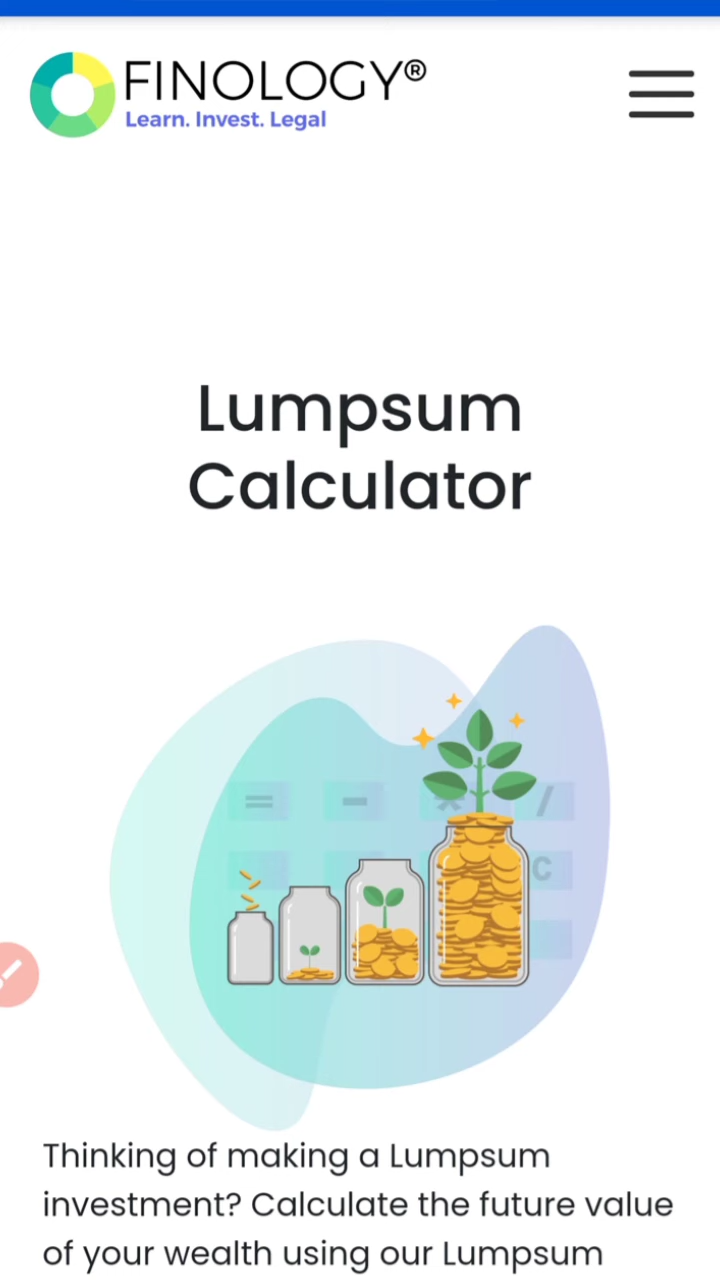 FINOLOGY®
Learn. Invest. Legal
Lumpsum
Calculator
= - × /
C
Thinking of making a Lumpsum
investment? Calculate the future value
of your wealth using our Lumpsum